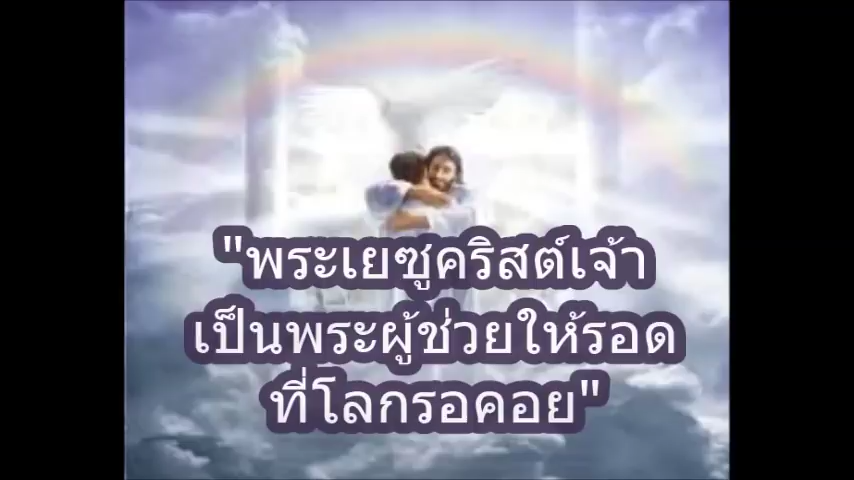 "พระเยซูคริสต์เจ้า
เป็นพระผู้ช่วยให้รอด
ที่โลกรอคอย"